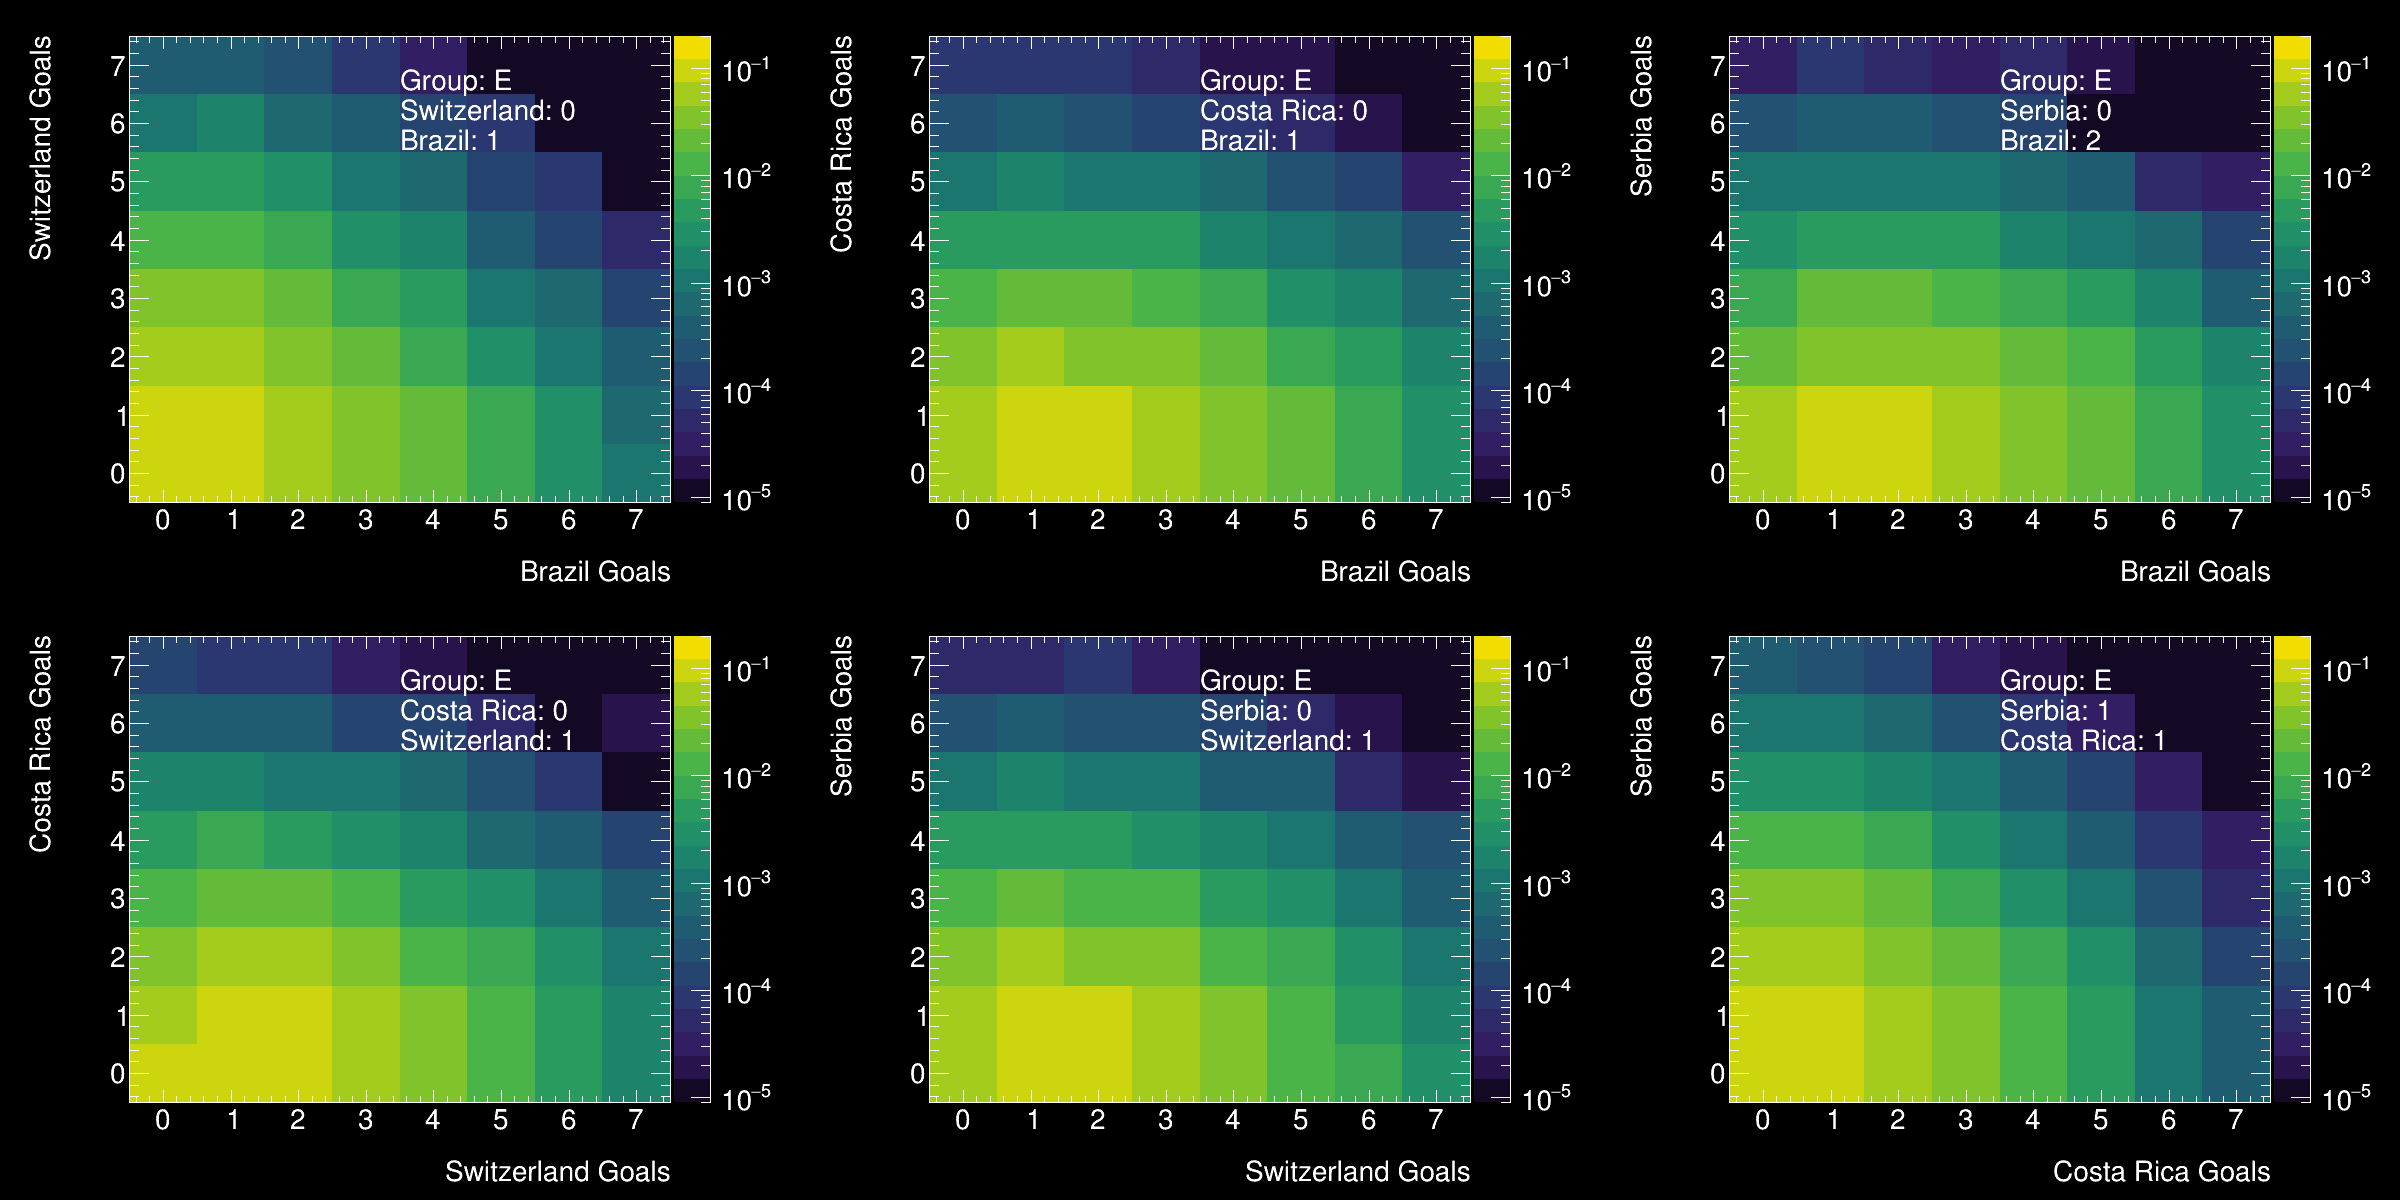 Switzerland Goals
7
6
5
4
3
2
1
0
Group: E
Switzerland: 0
Brazil: 1
10⁻¹
10⁻²
10⁻³
10⁻⁴
10⁻⁵
0 1 2 3 4 5 6 7
Brazil Goals
Costa Rica Goals
7
6
5
4
3
2
1
0
Group: E
Costa Rica: 0
Brazil: 1
10⁻¹
10⁻²
10⁻³
10⁻⁴
10⁻⁵
0 1 2 3 4 5 6 7
Brazil Goals
Serbia Goals
7
6
5
4
3
2
1
0
Group: E
Serbia: 0
Brazil: 2
10⁻¹
10⁻²
10⁻³
10⁻⁴
10⁻⁵
0 1 2 3 4 5 6 7
Brazil Goals
Costa Rica Goals
7
6
5
4
3
2
1
0
Group: E
Costa Rica: 0
Switzerland: 1
10⁻¹
10⁻²
10⁻³
10⁻⁴
10⁻⁵
0 1 2 3 4 5 6 7
Switzerland Goals
Serbia Goals
7
6
5
4
3
2
1
0
Group: E
Serbia: 0
Switzerland: 1
10⁻¹
10⁻²
10⁻³
10⁻⁴
10⁻⁵
0 1 2 3 4 5 6 7
Switzerland Goals
Serbia Goals
7
6
5
4
3
2
1
0
Group: E
Serbia: 1
Costa Rica: 1
10⁻¹
10⁻²
10⁻³
10⁻⁴
10⁻⁵
0 1 2 3 4 5 6 7
Costa Rica Goals